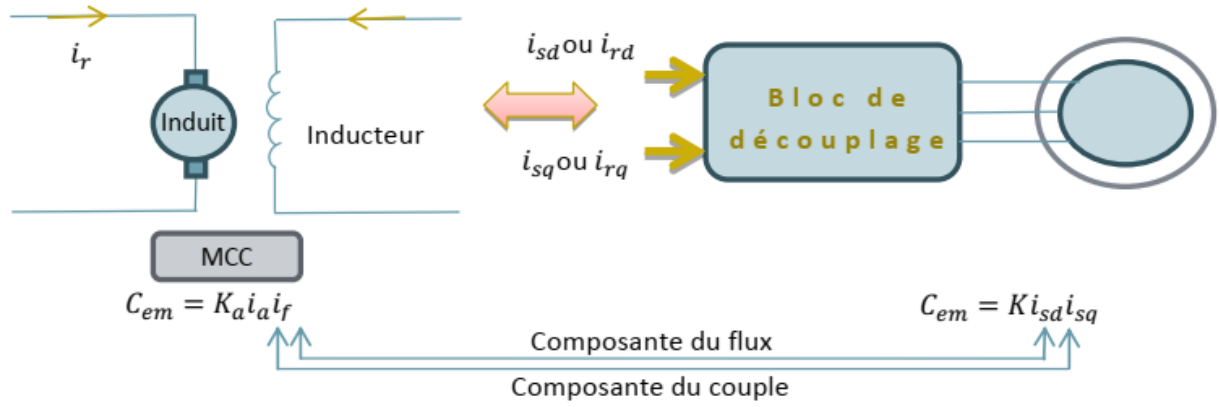 i_r
Induit
Inducteur
i_sd ou i_rd
i_sq ou i_rq
Bloc de
découplage
MCC
C_em = K_a i_a i_f
C_em = K i_sd i_sq
Composante du flux
Composante du couple